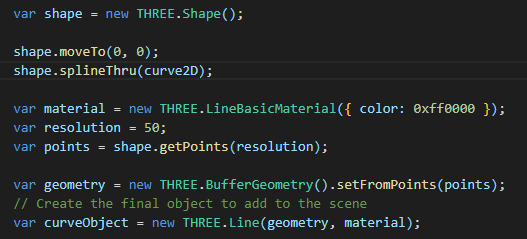 var shape = new THREE.Shape();
shape.moveTo(0, 0);
shape.splineThru(curve2D);
var material = new THREE.LineBasicMaterial({ color: 0xff0000 });
var resolution = 50;
var points = shape.getPoints(resolution);
var geometry = new THREE.BufferGeometry().setFromPoints(points);
// Create the final object to add to the scene
var curveObject = new THREE.Line(geometry, material);